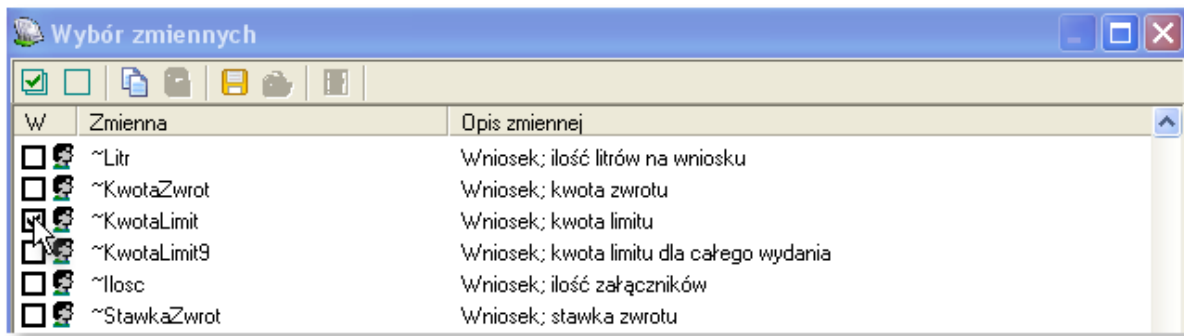 Wybór zmiennych
W Zmienna Opis zmiennej
~Litr Wniosek; ilość litrów na wniosku
~KwotaZwrot Wniosek; kwota zwrotu
~KwotaLimit Wniosek; kwota limitu
~KwotaLimit9 Wniosek; kwota limitu dla całego wydania
~Ilosc Wniosek; ilość załączników
~StawkaZwrot Wniosek; stawka zwrotu